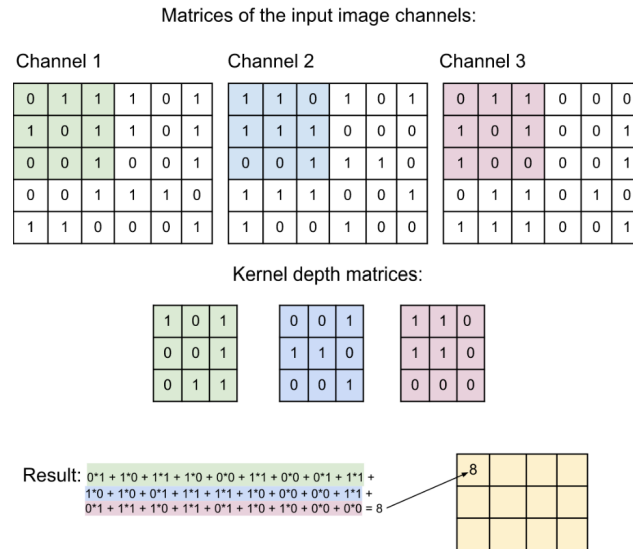 Matrices of the input image channels:
Channel 1 Channel 2 Channel 3
0 1 1 1 0 1 1 1 0 1 0 1 0 1 1 0 0 0
1 0 1 1 0 1 1 1 1 0 0 0 1 0 1 0 0 1
0 0 1 0 0 1 0 0 1 1 1 0 1 0 0 0 0 1
0 0 1 1 1 0 1 1 1 0 0 1 0 1 1 0 1 0
1 1 0 0 0 1 1 0 0 1 0 1 1 1 1 0 0 1
Kernel depth matrices:
1 0 1 0 0 1 1 1 0
0 0 1 1 1 0 1 1 0
0 1 1 0 0 1 0 0 0
Result: 0*1 + 1*0 + 1*1 + 1*0 + 0*0 + 1*1 + 0*0 + 0*1 + 1*1 +
1*0 + 1*0 + 0*1 + 1*1 + 1*1 + 1*0 + 0*0 + 0*0 + 1*1 +
0*1 + 1*1 + 1*0 + 1*1 + 0*1 + 1*0 + 1*0 + 0*0 + 0*0 = 8
8